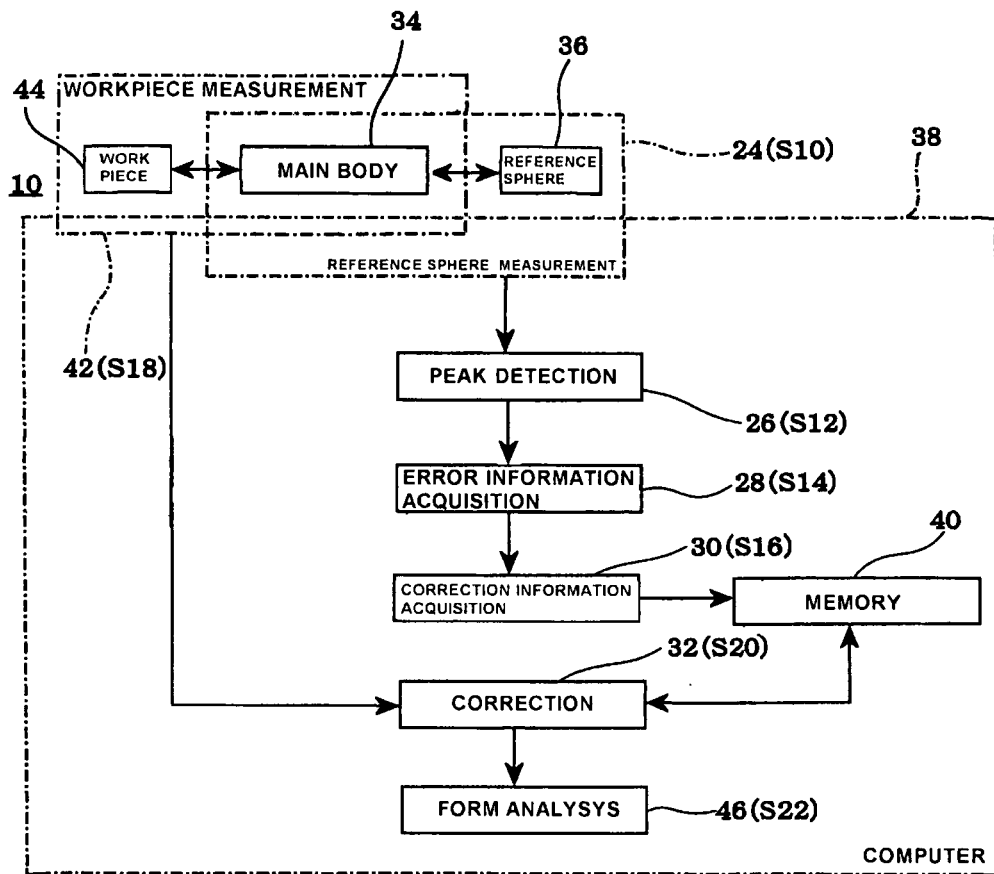 34
36
44
WORKPIECE MEASUREMENT
WORK
PIECE
MAIN BODY
REFERENCE
SPHERE
24(S10)
38
10
REFERENCE SPHERE MEASUREMENT
42(S18)
PEAK DETECTION
26(S12)
ERROR INFORMATION
ACQUISITION
28(S14)
30(S16)
40
CORRECTION INFORMATION
ACQUISITION
MEMORY
32(S20)
CORRECTION
FORM ANALYSYS
46(S22)
COMPUTER